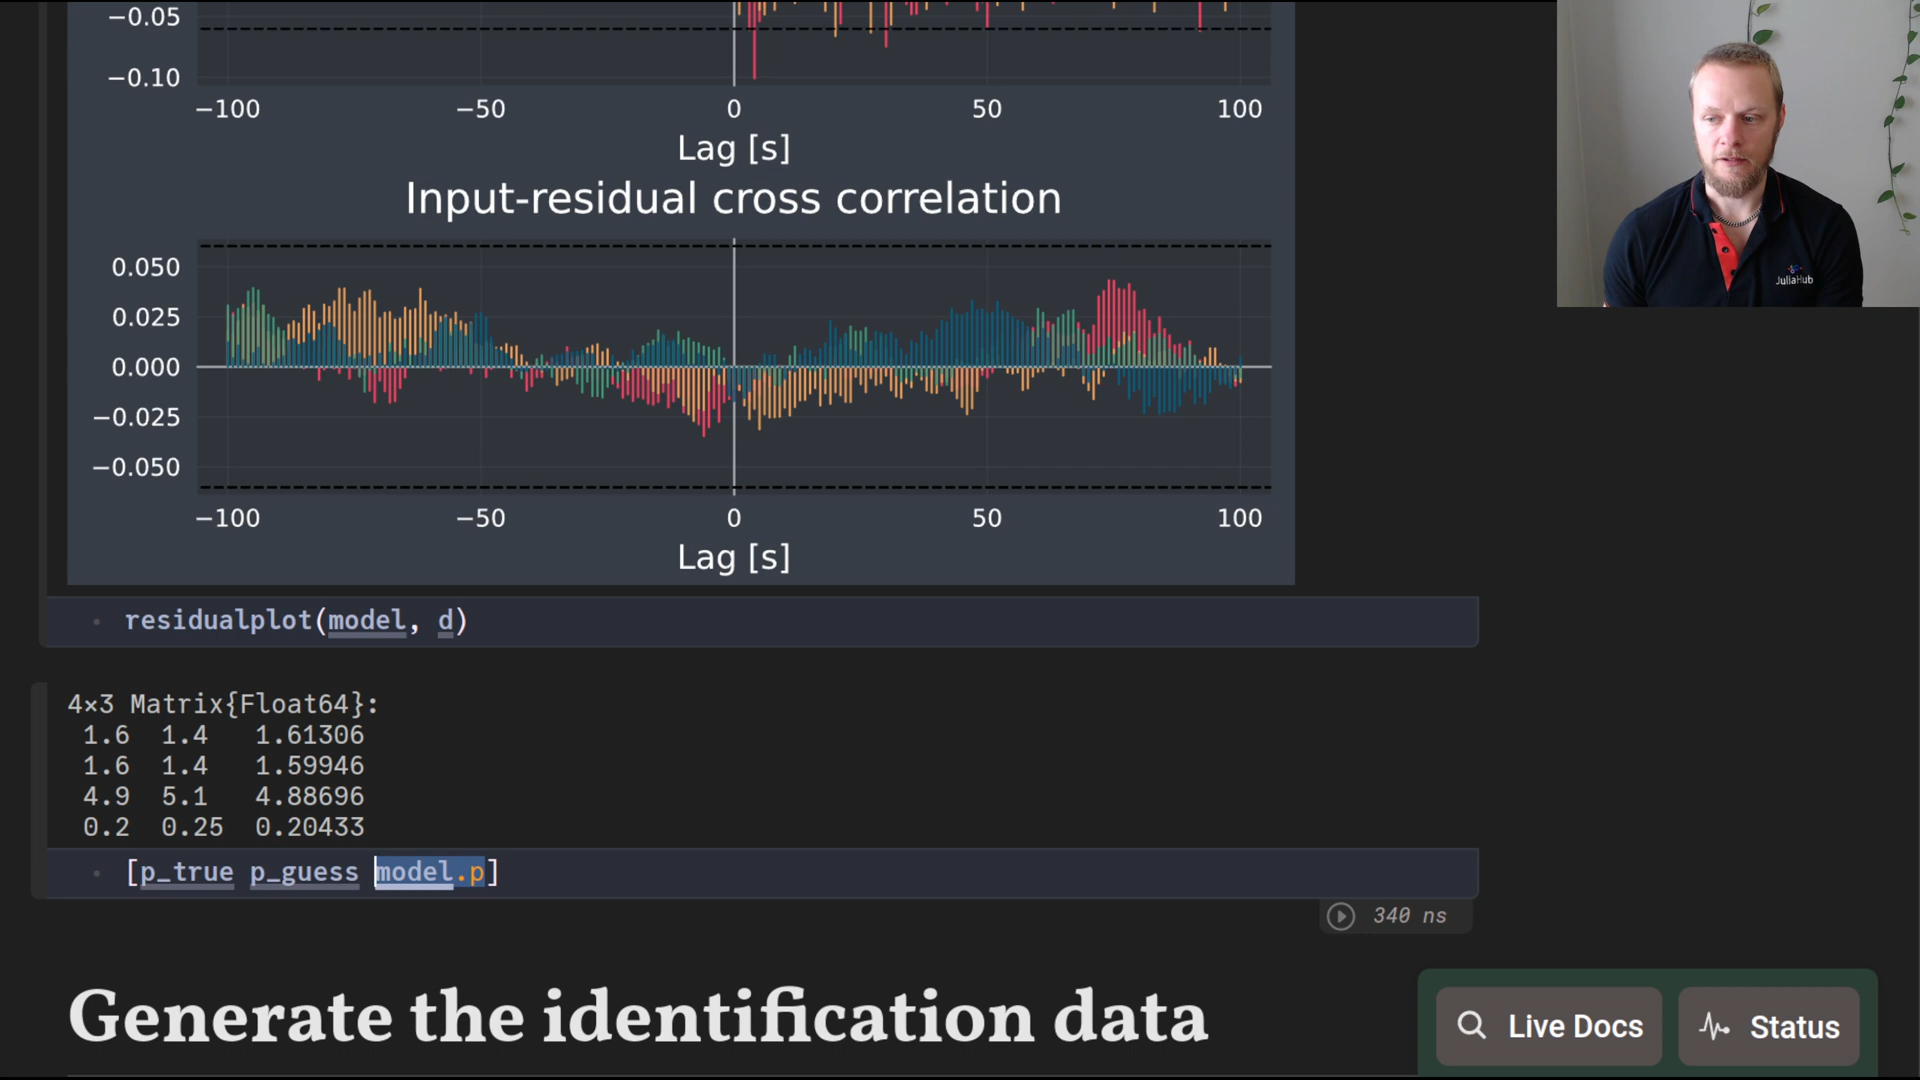 −0.05
−0.10
−100 −50 0 50 100
Lag [s]
Input-residual cross correlation
0.050
0.025
0.000
−0.025
−0.050
−100 −50 0 50 100
Lag [s]
JuliaHub
residualplot(model, d)
4×3 Matrix{Float64}:
1.6 1.4 1.61306
1.6 1.4 1.59946
4.9 5.1 4.88696
0.2 0.25 0.20433
[p_true p_guess model.p]
340 ns
Generate the identification data
Live Docs
Status